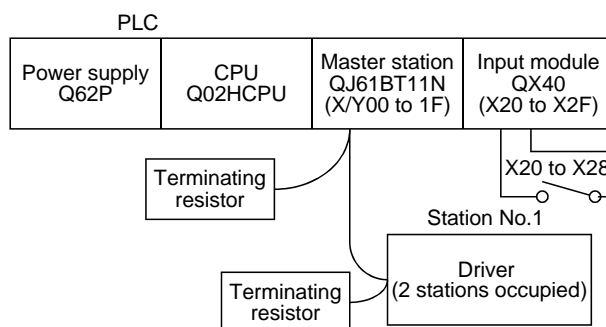 PLC
Power supply
Q62P
CPU
Q02HCPU
Master station
QJ61BT11N
(X/Y00 to 1F)
Input module
QX40
(X20 to X2F)
Terminating
resistor
X20 to X28
Station No.1
Driver
(2 stations occupied)
Terminating
resistor